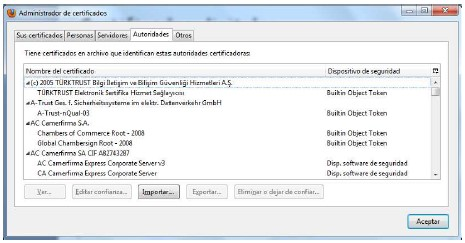 Administrador de certificados
Sus certificados Personas Servidores Autoridades Otros
Tiene certificados en archivo que identifican estas autoridades certificadoras:
Nombre del certificado Dispositivo de seguridad
(c) 2005 TÜRKTRUST Bilgi İletişim ve Bilişim Güvenliği Hizmetleri A.Ş.
TÜRKTRUST Elektronik Sertifika Hizmet Sağlayıcısı Builtin Object Token
A-Trust Ges. f. Sicherheitssysteme im elektr. Datenverkehr GmbH
A-Trust-nQual-03 Builtin Object Token
AC Camerfirma S.A.
Chambers of Commerce Root - 2008 Builtin Object Token
Global Chambersign Root - 2008 Builtin Object Token
AC Camerfirma SA CIF A82743287
AC Camerfirma Express Corporate Server v3 Disp. software de seguridad
CA Camerfirma Express Corporate Server Disp. software de seguridad
Ver... Editar confianza... Importar... Exportar... Eliminar o dejar de confiar...
Aceptar